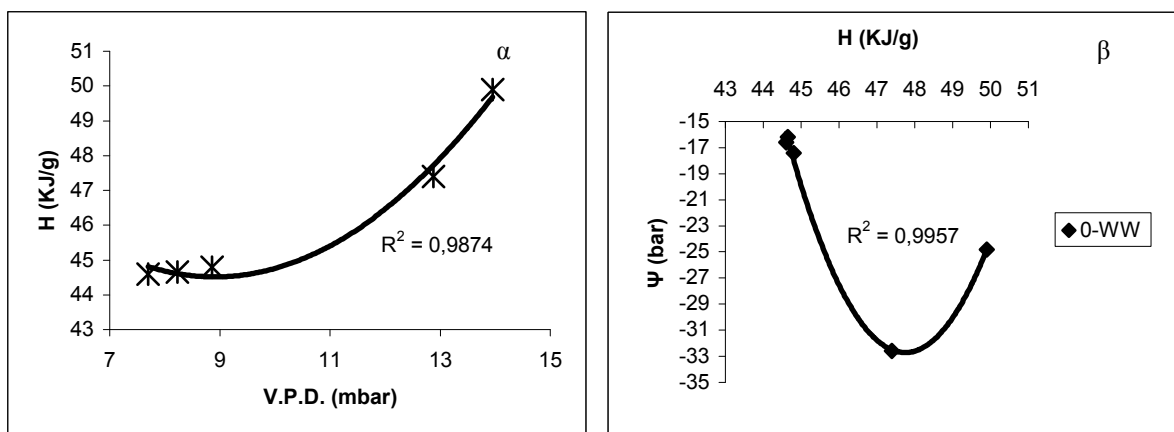 α
51
50
49
48
47
46
45
44
43
H (KJ/g)
R² = 0,9874
7 9 11 13 15
V.P.D. (mbar)
H (KJ/g)
β
43 44 45 46 47 48 49 50 51
-15
-17
-19
-21
-23
-25
-27
-29
-31
-33
-35
Ψ (bar)
R² = 0,9957
0-WW